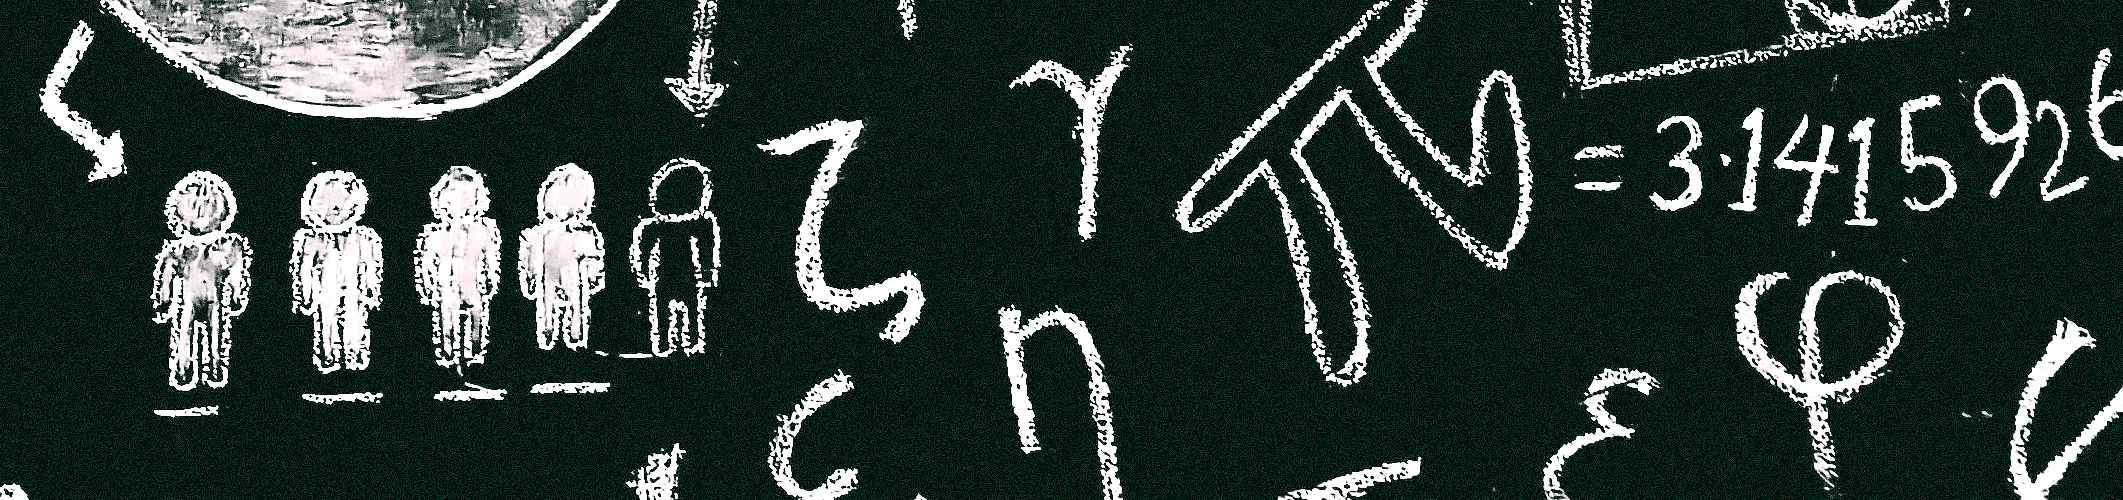 γ
ζ
π = 3.141592
η
φ
ε